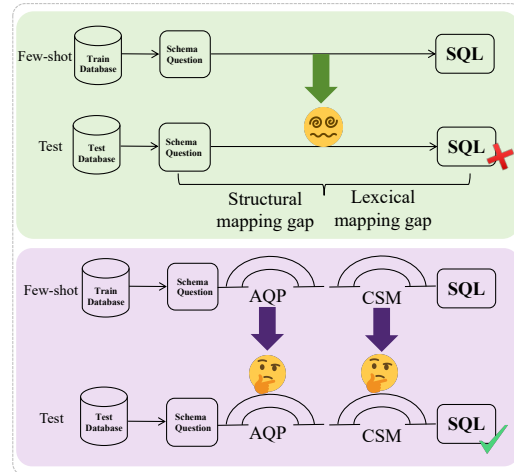 Few-shot
Train
Database
Schema
Question
SQL
Test
Test
Database
Schema
Question
SQL
Structural
mapping gap
Lexcical
mapping gap
Few-shot
Train
Database
Schema
Question
AQP
CSM
SQL
Test
Test
Database
Schema
Question
AQP
CSM
SQL